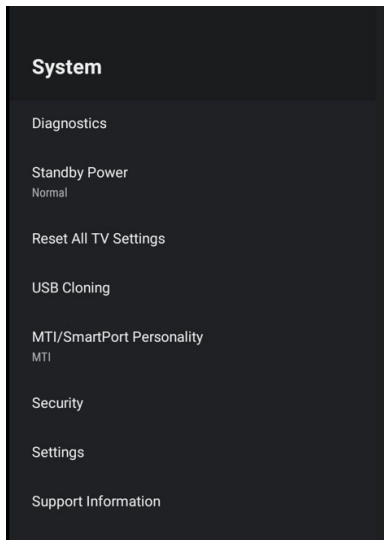 System
Diagnostics
Standby Power
Normal
Reset All TV Settings
USB Cloning
MTI/SmartPort Personality
MTI
Security
Settings
Support Information